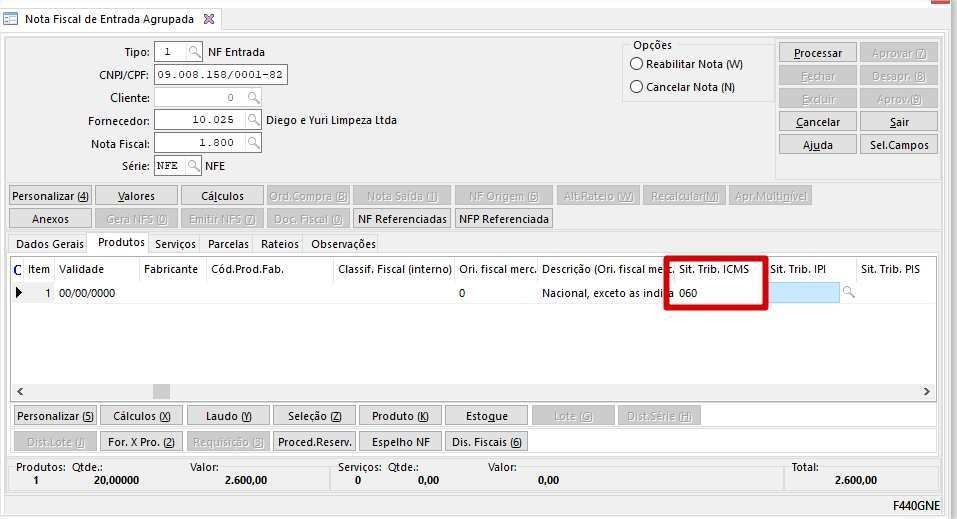 Nota Fiscal de Entrada Agrupada
Tipo: 1 NF Entrada
CNPJ/CPF: 09.008.158/0001-82
Cliente: 0
Fornecedor: 10.025 Diego e Yuri Limpeza Ltda
Nota Fiscal: 1.800
Série: NFE NFE
Opções
Reabilitar Nota (W)
Cancelar Nota (N)
Processar Aprovar (7)
Fechar Desapr. (8)
Excluir Aprov.(9)
Cancelar Sair
Ajuda Sel.Campos
Personalizar (4) Valores Cálculos Ord.Compra (8) Nota Saída (1) NF Origem (6) Alt.Rateio (W) Recalcular(M) Apr.Multinível
Anexos Gera NFS (0) Emitir NFS (7) Doc. Fiscal (0) NF Referenciadas NFP Referenciada
Dados Gerais Produtos Serviços Parcelas Rateios Observações
C Item Validade Fabricante Cód.Prod.Fab. Classif. Fiscal (interno) Ori. fiscal merc. Descrição (Ori. fiscal merc. Sit. Trib. ICMS Sit. Trib. IPI Sit. Trib. PIS
1 00/00/0000 0 Nacional, exceto as indica 060
Personalizar (5) Cálculos (X) Laudo (Y) Seleção (Z) Produto (K) Estoque Lote (G) Dist.Série (H)
Dist.Lote (J) For. X Pro. (2) Requisição (3) Proced.Reserv. Espelho NF Dis. Fiscais (6)
Produtos: Qtde.: Valor: Serviços: Qtde.: Valor: Total:
1 20,00000 2.600,00 0 0,00 0,00 2.600,00
F440GNE